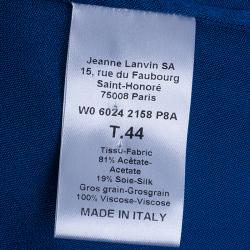 Jeanne Lanvin SA
15, rue du Faubourg
Saint-Honoré
75008 Paris
W0 6024 2158 P8A
T.44
Tissu-Fabric
81% Acétate-
Acetate
19% Soie-Silk
Gros grain-Grosgrain
100% Viscose-Viscose
MADE IN ITALY